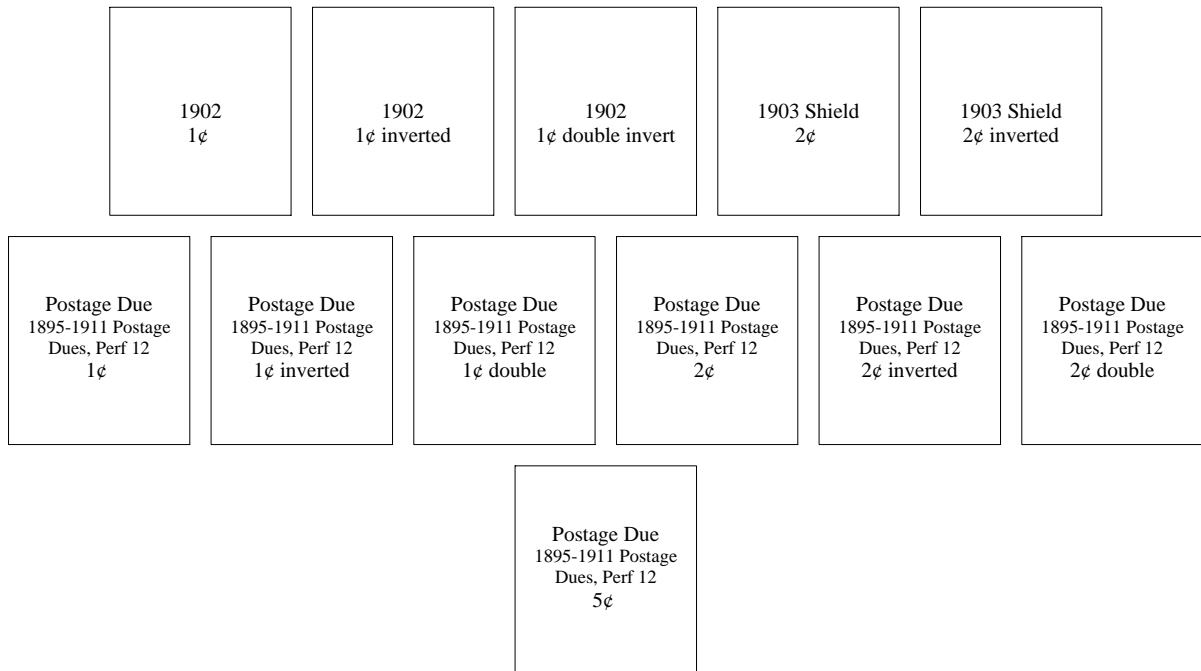 1902
1¢
1902
1¢ inverted
1902
1¢ double invert
1903 Shield
2¢
1903 Shield
2¢ inverted
Postage Due
1895-1911 Postage
Dues, Perf 12
1¢
Postage Due
1895-1911 Postage
Dues, Perf 12
1¢ inverted
Postage Due
1895-1911 Postage
Dues, Perf 12
1¢ double
Postage Due
1895-1911 Postage
Dues, Perf 12
2¢
Postage Due
1895-1911 Postage
Dues, Perf 12
2¢ inverted
Postage Due
1895-1911 Postage
Dues, Perf 12
2¢ double
Postage Due
1895-1911 Postage
Dues, Perf 12
5¢